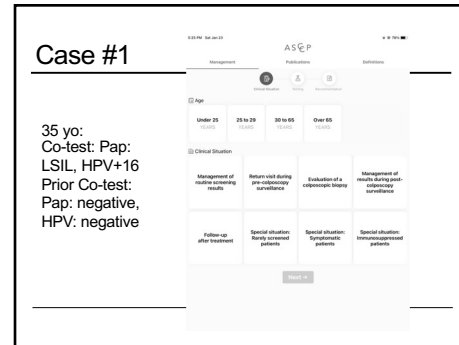 Case #1
35 yo:
Co-test: Pap:
LSIL, HPV+16
Prior Co-test:
Pap: negative,
HPV: negative
ASCCP
Management
Publications
Definitions
Clinical Situation
Recommendations
Age
Under 25
YEARS
25 to 29
YEARS
30 to 65
YEARS
Over 65
YEARS
Clinical Situation
Management of
routine screening
results
Return visit during
pre-colposcopy
surveillance
Evaluation of a
colposcopic biopsy
Management of
results during post-
colposcopy
surveillance
Follow-up
after treatment
Special situation:
Rarely screened
patients
Special situation:
Symptomatic
patients
Special situation:
Immunosuppressed
patients
Next →